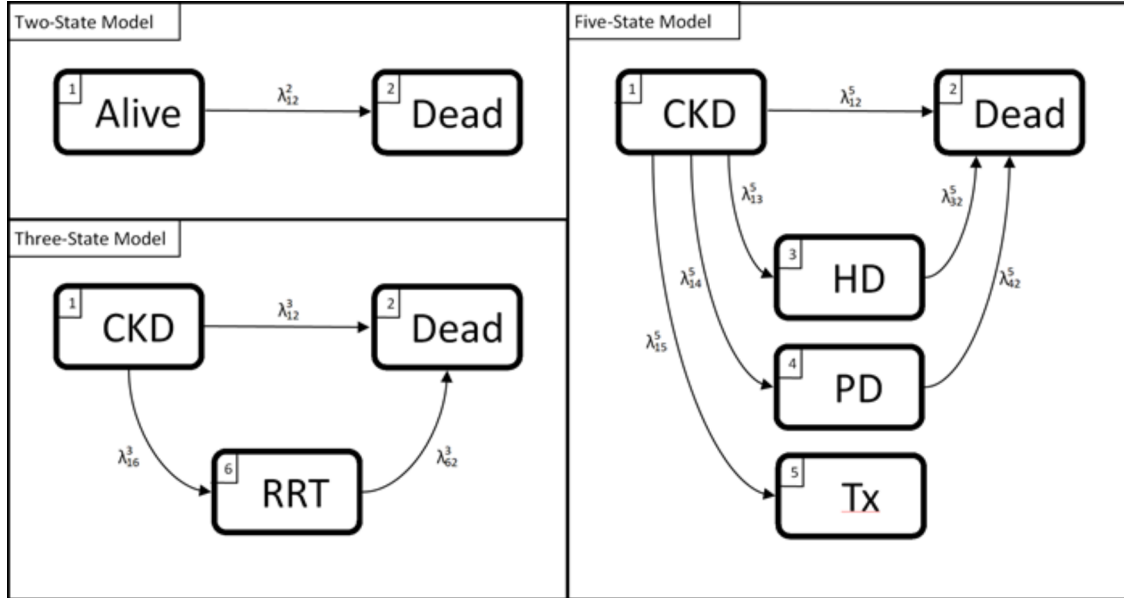 Two-State Model
1
Alive
λ²₁₂
2
Dead
Three-State Model
1
CKD
λ³₁₂
2
Dead
λ³₁₆
6
RRT
λ³₆₂
Five-State Model
1
CKD
λ⁵₁₂
2
Dead
λ⁵₁₃
λ⁵₃₂
3
HD
λ⁵₁₄
λ⁵₄₂
λ⁵₁₅
4
PD
5
Tx